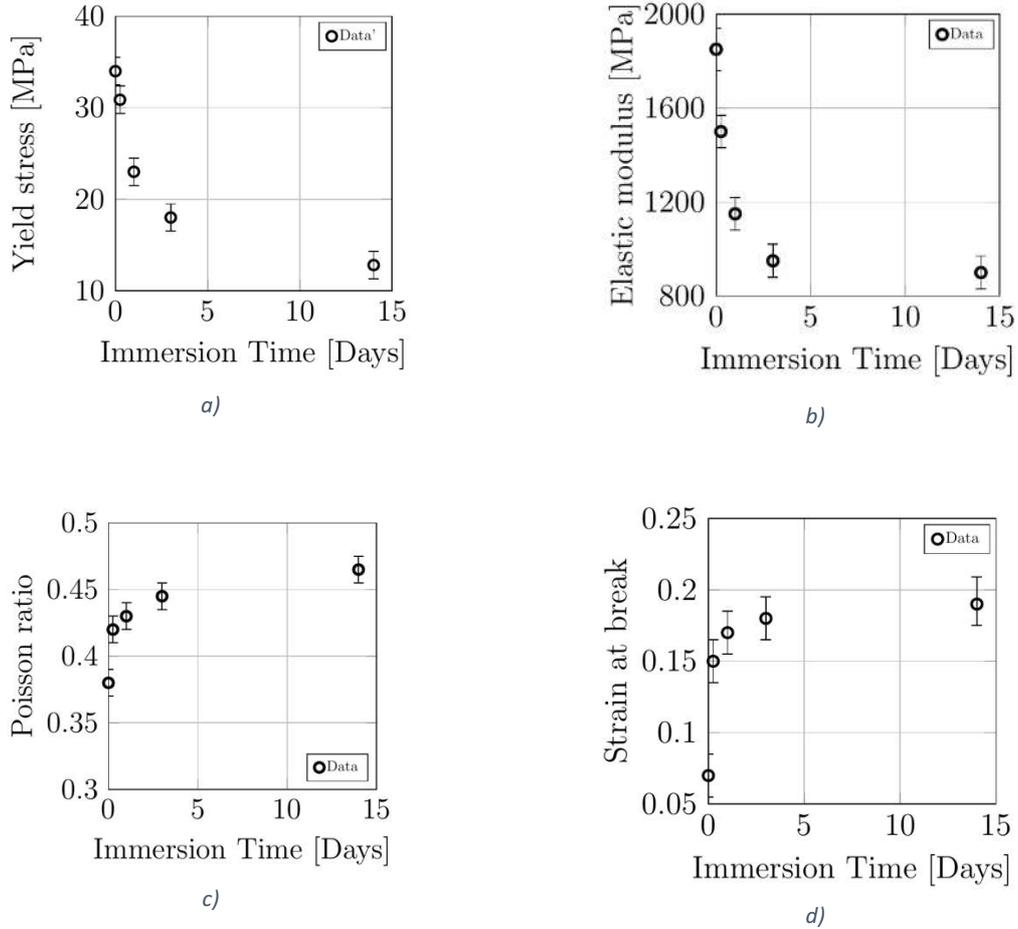 40
30
20
10
Yield stress [MPa]
Data'
0 5 10 15
Immersion Time [Days]
a)
2000
1600
1200
800
Elastic modulus [MPa]
Data
0 5 10 15
Immersion Time [Days]
b)
0.5
0.45
0.4
0.35
0.3
Poisson ratio
Data
0 5 10 15
Immersion Time [Days]
c)
0.25
0.2
0.15
0.1
0.05
Strain at break
Data
0 5 10 15
Immersion Time [Days]
d)